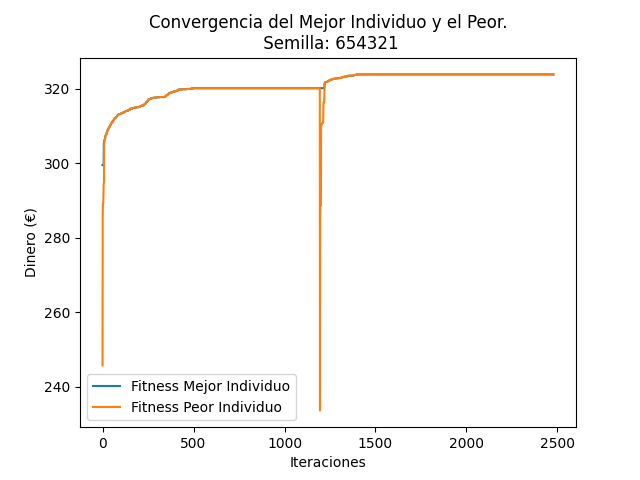 Convergencia del Mejor Individuo y el Peor.
Semilla: 654321
Dinero (€)
320
300
280
260
240
Fitness Mejor Individuo
Fitness Peor Individuo
0
500
1000
1500
2000
2500
Iteraciones